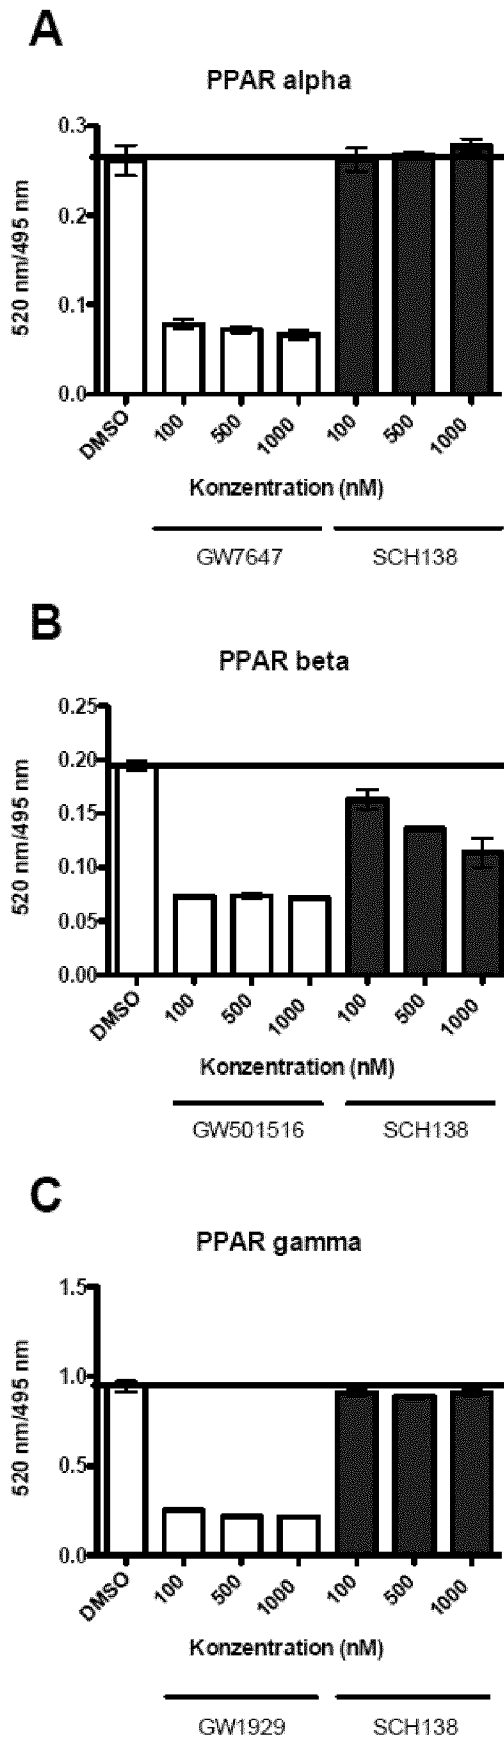 A
PPAR alpha
520 nm/495 nm
0.3
0.2
0.1
0.0
DMSO 100 500 1000 100 500 1000
Konzentration (nM)
GW7647 SCH138
B
PPAR beta
520 nm/495 nm
0.25
0.20
0.15
0.10
0.05
0.00
DMSO 100 500 1000 100 500 1000
Konzentration (nM)
GW501516 SCH138
C
PPAR gamma
520 nm/495 nm
1.5
1.0
0.5
0.0
DMSO 100 500 1000 100 500 1000
Konzentration (nM)
GW1929 SCH138